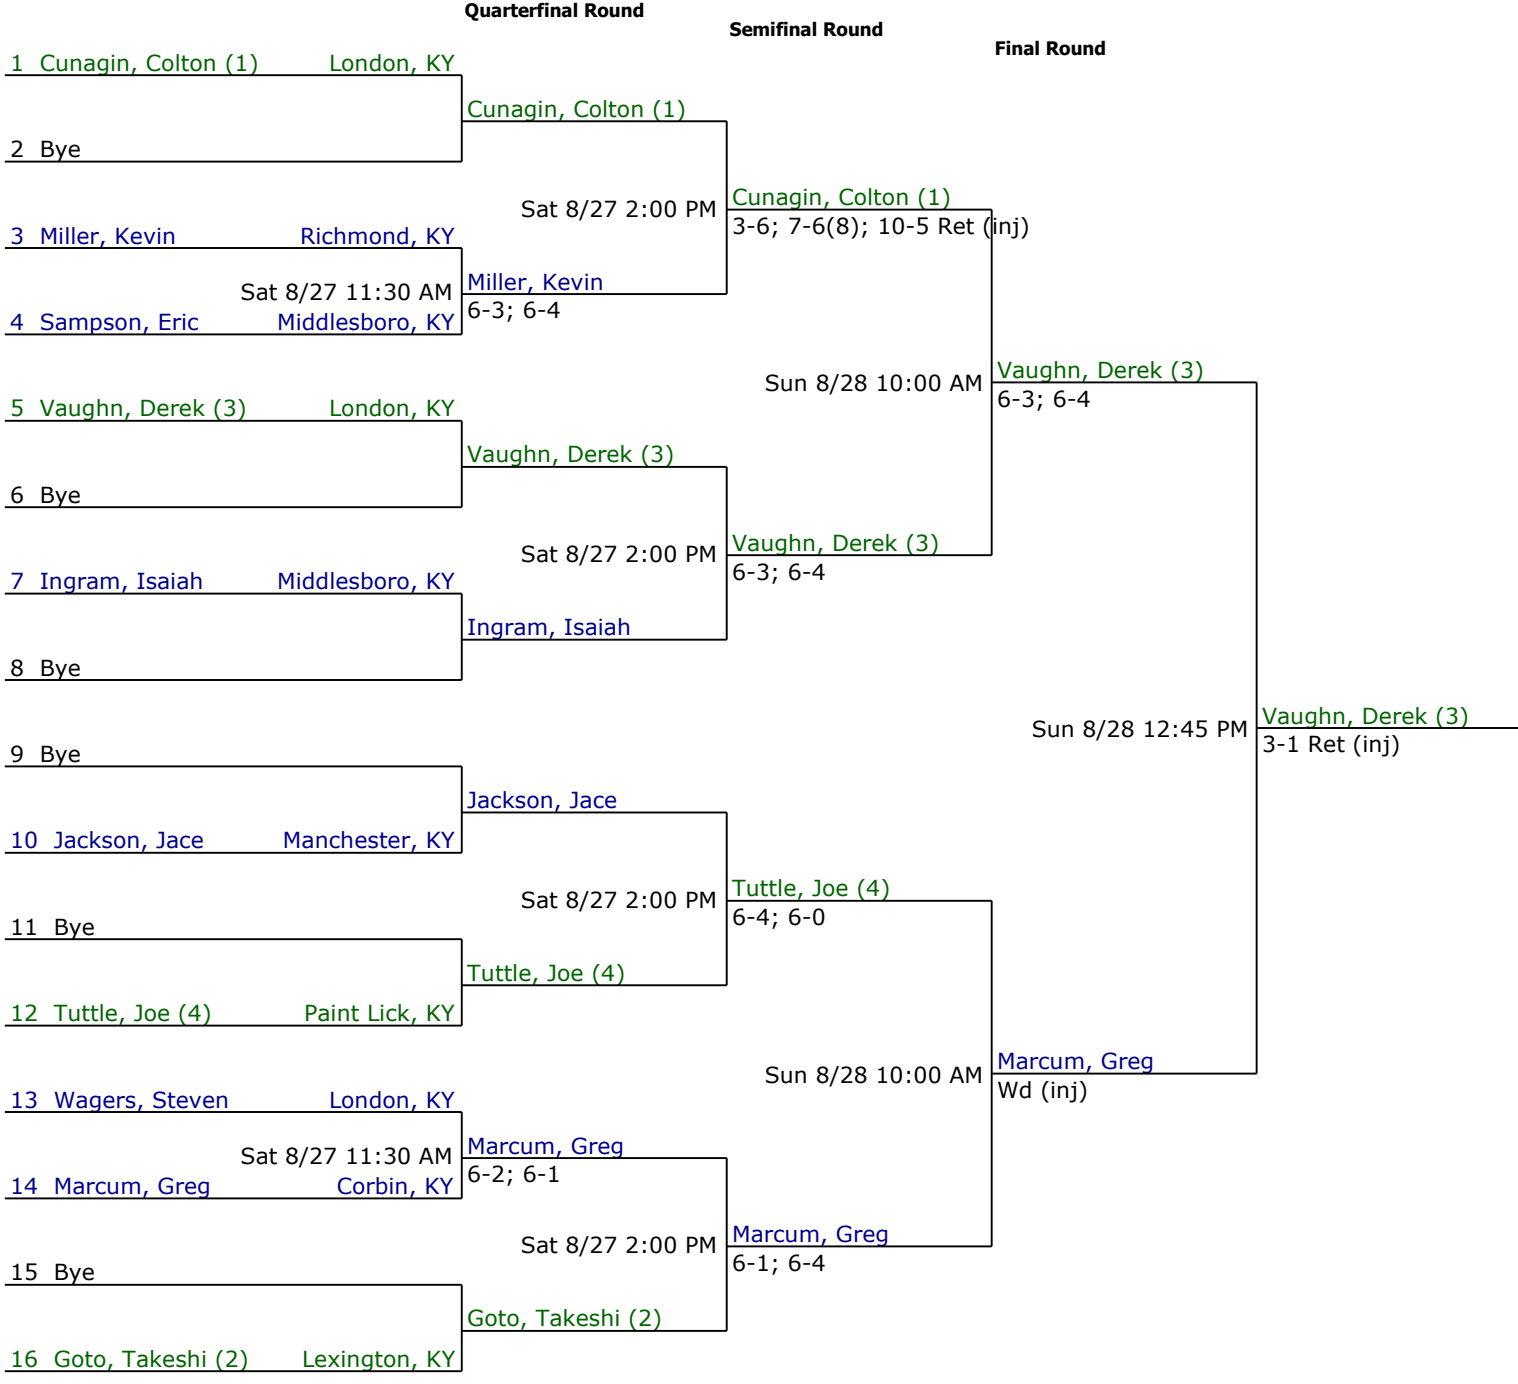 Quarterfinal Round
Semifinal Round
Final Round
1 Cunagin, Colton (1) London, KY
Cunagin, Colton (1)
2 Bye
Sat 8/27 2:00 PM
Cunagin, Colton (1)
3-6; 7-6(8); 10-5 Ret (inj)
3 Miller, Kevin Richmond, KY
Sat 8/27 11:30 AM
Miller, Kevin
6-3; 6-4
4 Sampson, Eric Middlesboro, KY
Sun 8/28 10:00 AM
Vaughn, Derek (3)
6-3; 6-4
5 Vaughn, Derek (3) London, KY
Vaughn, Derek (3)
6 Bye
Sat 8/27 2:00 PM
Vaughn, Derek (3)
6-3; 6-4
7 Ingram, Isaiah Middlesboro, KY
Ingram, Isaiah
8 Bye
Sun 8/28 12:45 PM
Vaughn, Derek (3)
3-1 Ret (inj)
9 Bye
Jackson, Jace
10 Jackson, Jace Manchester, KY
Sat 8/27 2:00 PM
Tuttle, Joe (4)
6-4; 6-0
11 Bye
Tuttle, Joe (4)
12 Tuttle, Joe (4) Paint Lick, KY
Sun 8/28 10:00 AM
Marcum, Greg
Wd (inj)
13 Wagers, Steven London, KY
Sat 8/27 11:30 AM
Marcum, Greg
6-2; 6-1
14 Marcum, Greg Corbin, KY
Sat 8/27 2:00 PM
Marcum, Greg
6-1; 6-4
15 Bye
Goto, Takeshi (2)
16 Goto, Takeshi (2) Lexington, KY